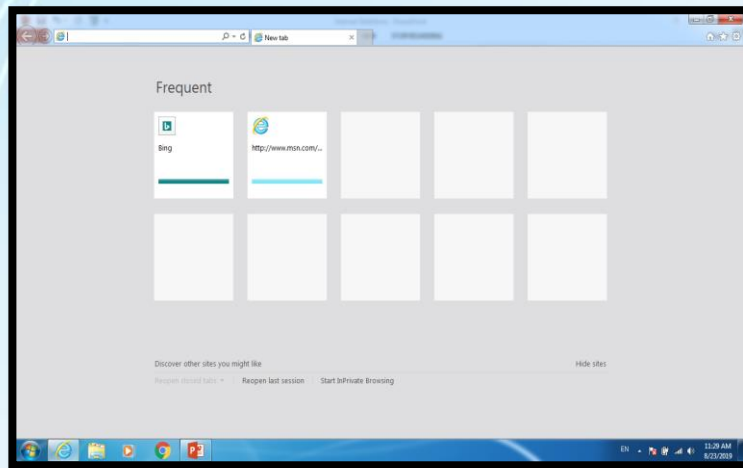 New tab
Frequent
Bing
http://www.msn.com/...
Discover other sites you might like
Hide sites
Reopen closed tabs
Reopen last session
Start InPrivate Browsing
EN
11:29 AM
8/23/2019